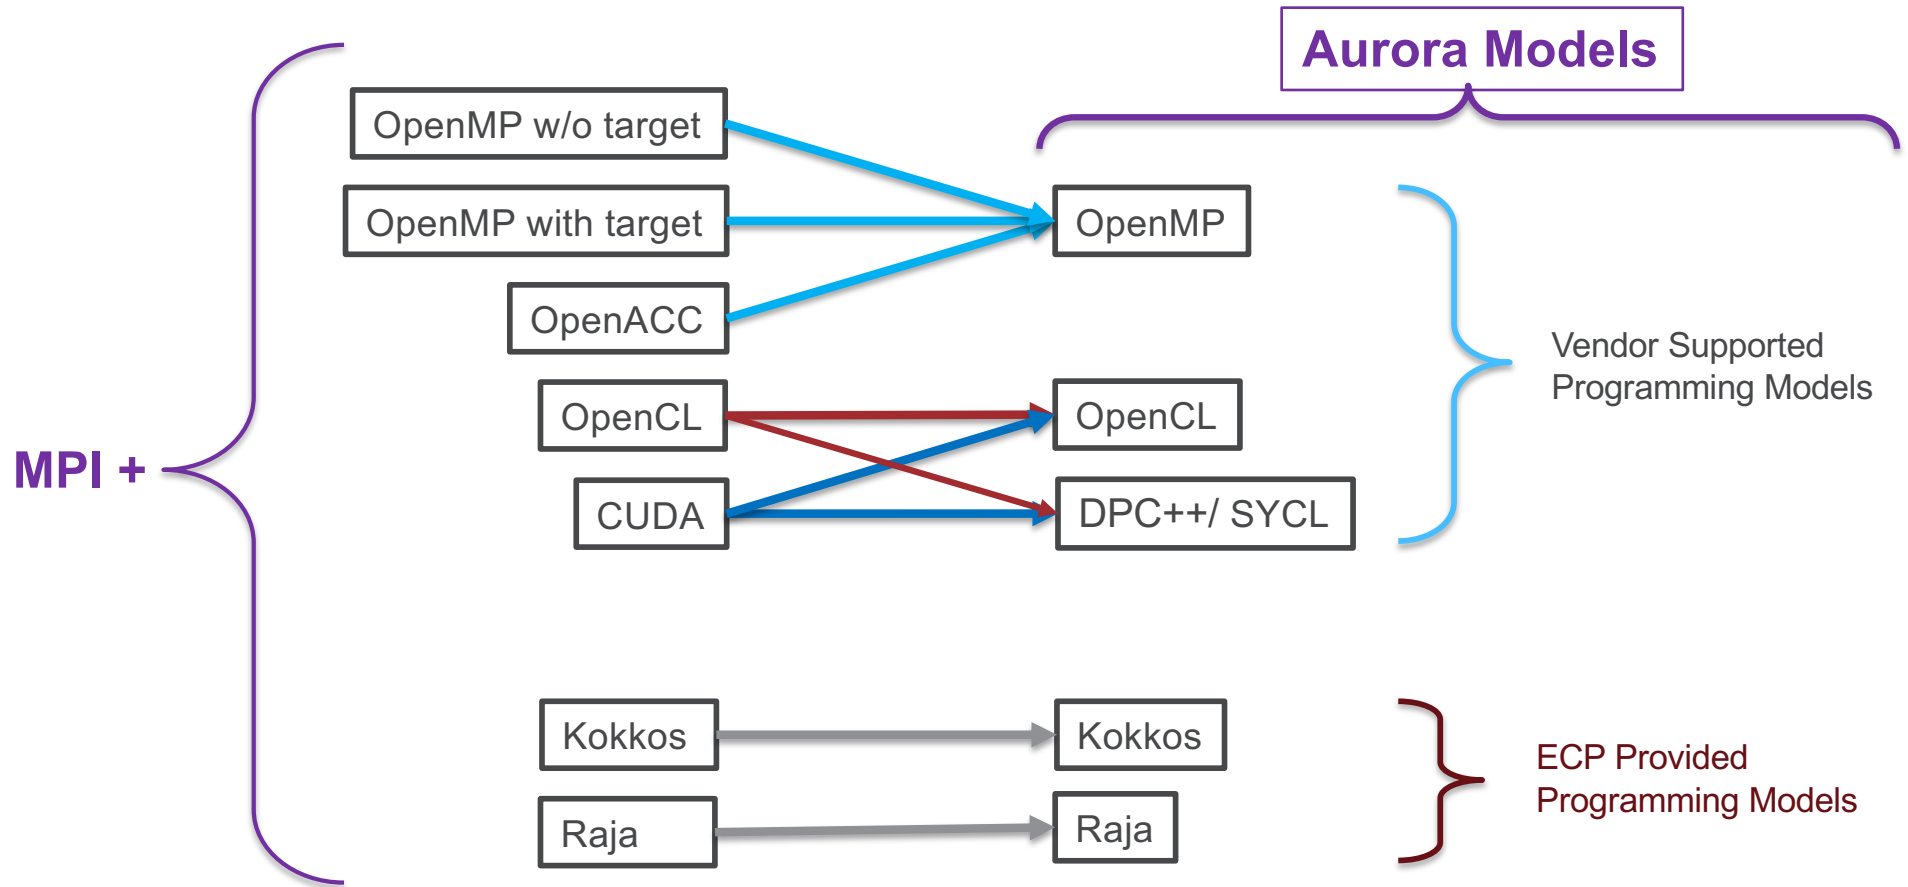 Aurora Models
OpenMP w/o target
OpenMP with target
OpenMP
OpenACC
Vendor Supported
Programming Models
OpenCL
OpenCL
MPI +
CUDA
DPC++/ SYCL
Kokkos
Kokkos
ECP Provided
Programming Models
Raja
Raja